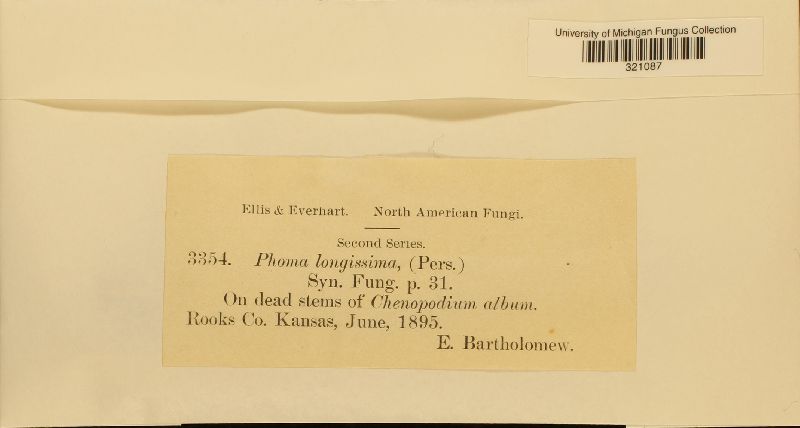 University of Michigan Fungus Collection
321087
Ellis & Everhart. North American Fungi.
Second Series.
3354. Phoma longissima, (Pers.)
Syn. Fung. p. 31.
On dead stems of Chenopodium album.
Rooks Co. Kansas, June, 1895.
E. Bartholomew.